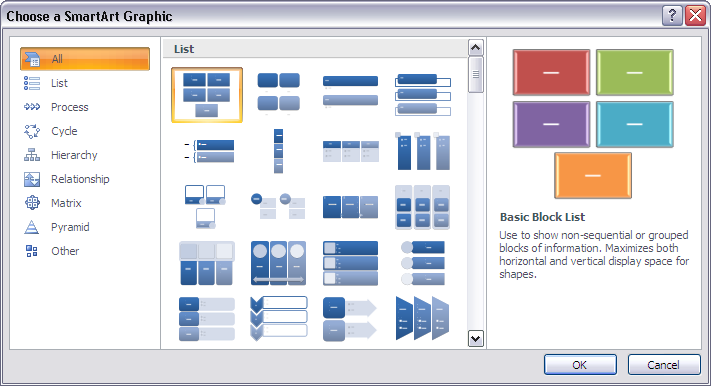 Choose a SmartArt Graphic
All
List
Process
Cycle
Hierarchy
Relationship
Matrix
Pyramid
Other
List
Basic Block List
Use to show non-sequential or grouped
blocks of information. Maximizes both
horizontal and vertical display space for
shapes.
OK
Cancel